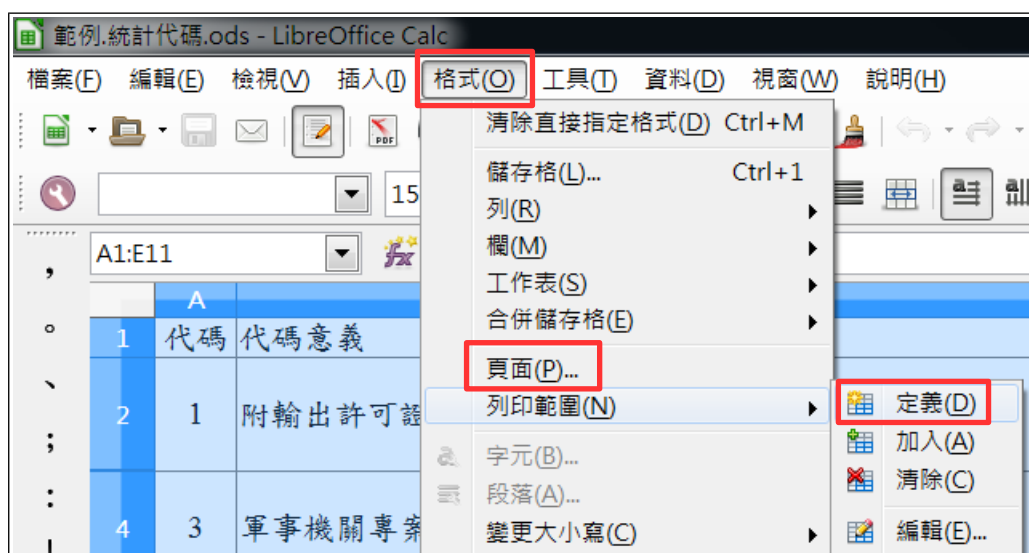 範例.統計代碼.ods - LibreOffice Calc
檔案(F) 編輯(E) 檢視(V) 插入(I) 格式(O) 工具(T) 資料(D) 視窗(W) 說明(H)
清除直接指定格式(D) Ctrl+M
PDF
儲存格(L)... Ctrl+1
15
列(R)
欄(M)
A1:E11
工作表(S)
合併儲存格(E)
A
1 代碼 代碼意義
頁面(P)...
列印範圍(N)
定義(D)
2 1 附輸出許可證
加入(A)
字元(B)...
清除(C)
段落(A)...
4 3 軍事機關專案
變更大小寫(C)
編輯(E)...
，
。
、
；
：